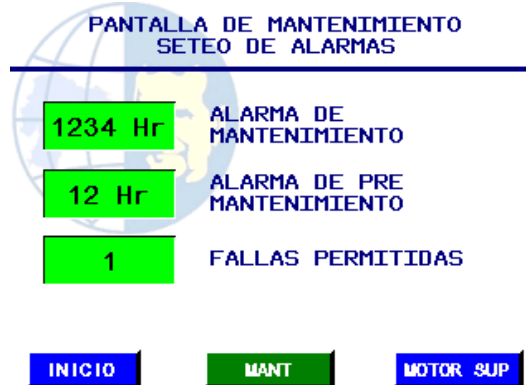 PANTALLA DE MANTENIMIENTO
SETEO DE ALARMAS
1234 Hr
ALARMA DE
MANTENIMIENTO
12 Hr
ALARMA DE PRE
MANTENIMIENTO
1
FALLAS PERMITIDAS
INICIO
MANT
MOTOR SUP